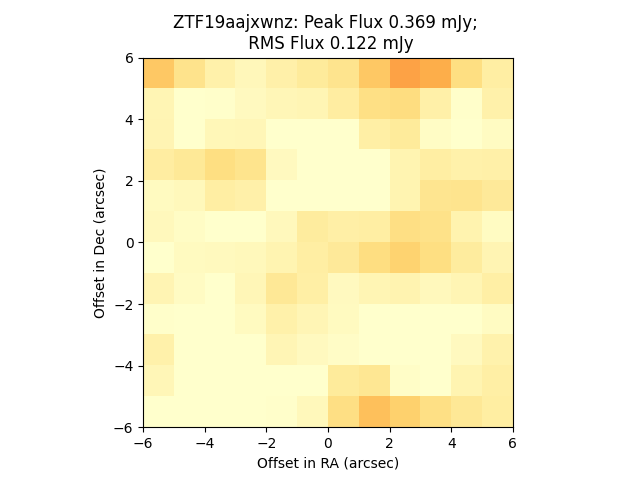 ZTF19aajxwnz: Peak Flux 0.369 mJy;
RMS Flux 0.122 mJy
6
4
2
0
−2
−4
−6
Offset in Dec (arcsec)
−6 −4 −2 0 2 4 6
Offset in RA (arcsec)